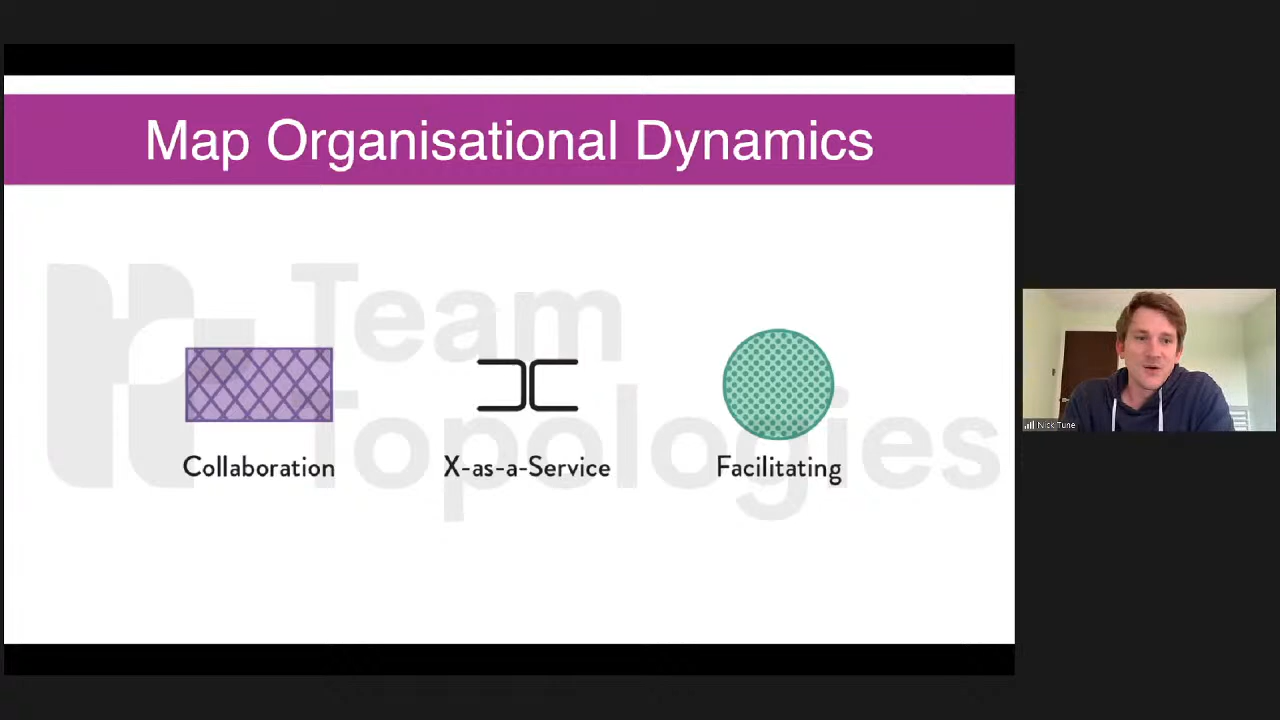 Map Organisational Dynamics
Team
Topologies
Collaboration
X-as-a-Service
Facilitating
Nick Tune